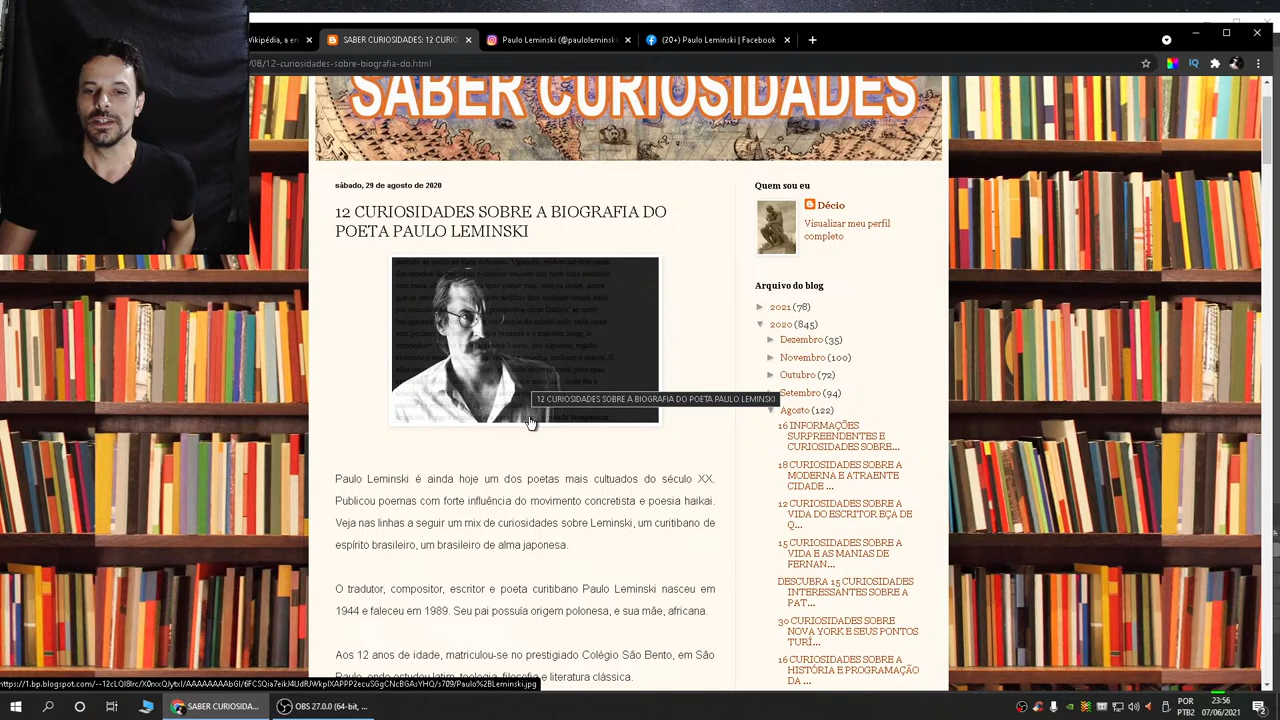 Wikipédia, a en
SABER CURIOSIDADES: 12 CURIO
Paulo Leminski (@pauloleminsk
(20+) Paulo Leminski | Facebook
/08/12-curiosidades-sobre-biografia-do.html
SABER CURIOSIDADES
sábado, 29 de agosto de 2020
12 CURIOSIDADES SOBRE A BIOGRAFIA DO
POETA PAULO LEMINSKI
12 CURIOSIDADES SOBRE A BIOGRAFIA DO POETA PAULO LEMINSKI
Paulo Leminski é ainda hoje um dos poetas mais cultuados do século XX.
Publicou poemas com forte influência do movimento concretista e poesia haikai.
Veja nas linhas a seguir um mix de curiosidades sobre Leminski, um curitibano de
espírito brasileiro, um brasileiro de alma japonesa.
O tradutor, compositor, escritor e poeta curitibano Paulo Leminski nasceu em
1944 e faleceu em 1989. Seu pai possuía origem polonesa, e sua mãe, africana.
Aos 12 anos de idade, matriculou-se no prestigiado Colégio São Bento, em São
Paulo, onde estudou latim, teologia, filosofia e literatura clássica.
Quem sou eu
Décio
Visualizar meu perfil
completo
Arquivo do blog
► 2021 (78)
▼ 2020 (845)
► Dezembro (35)
► Novembro (100)
► Outubro (72)
Setembro (94)
Agosto (122)
16 INFORMAÇÕES
SURPREENDENTES E
CURIOSIDADES SOBRE...
18 CURIOSIDADES SOBRE A
MODERNA E ATRAENTE
CIDADE ...
12 CURIOSIDADES SOBRE A
VIDA DO ESCRITOR EÇA DE
Q...
15 CURIOSIDADES SOBRE A
VIDA E AS MANIAS DE
FERNAN...
DESCUBRA 15 CURIOSIDADES
INTERESSANTES SOBRE A
PAT...
30 CURIOSIDADES SOBRE
NOVA YORK E SEUS PONTOS
TURÍ...
16 CURIOSIDADES SOBRE A
HISTÓRIA E PROGRAMAÇÃO
DA ...
SABER CURIOSIDA...
OBS 27.0.0 (64-bit, ...
POR
PTB2
23:56
07/06/2021
2